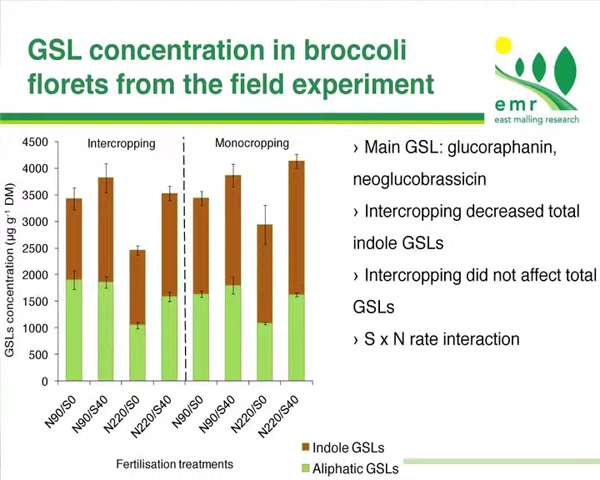 GSL concentration in broccoli
florets from the field experiment
emr
east malling research
GSLs concentration (µg g⁻¹ DM)
4500
4000
3500
3000
2500
2000
1500
1000
500
0
Intercropping
Monocropping
N90/S0
N90/S40
N220/S0
N220/S40
N90/S0
N90/S40
N220/S0
N220/S40
Fertilisation treatments
Indole GSLs
Aliphatic GSLs
› Main GSL: glucoraphanin,
neoglucobrassicin
› Intercropping decreased total
indole GSLs
› Intercropping did not affect total
GSLs
› S x N rate interaction